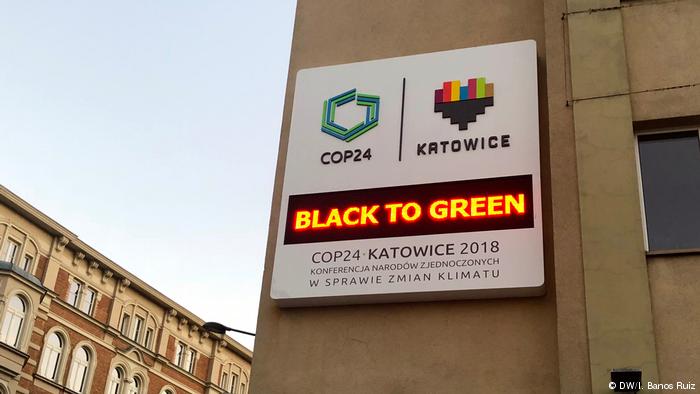 COP24
KATOWICE
BLACK TO GREEN
COP24 · KATOWICE 2018
KONFERENCJA NARODÓW ZJEDNOCZONYCH
W SPRAWIE ZMIAN KLIMATU
© DW/I. Banos Ruiz